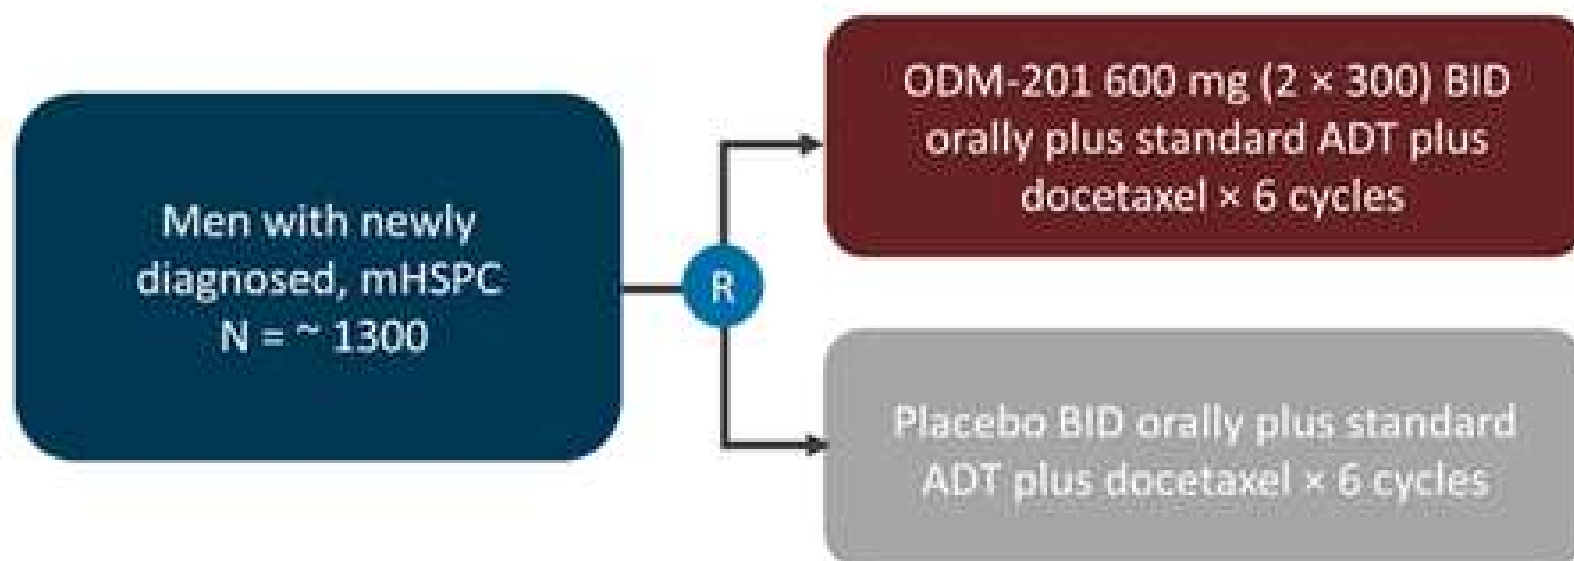 Men with newly
diagnosed, mHSPC
N = ~ 1300
R
ODM-201 600 mg (2 × 300) BID
orally plus standard ADT plus
docetaxel × 6 cycles
Placebo BID orally plus standard
ADT plus docetaxel × 6 cycles